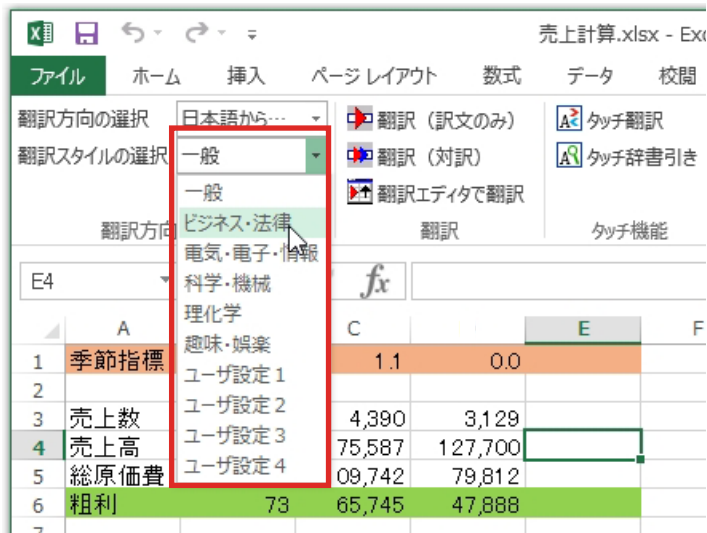 売上計算.xlsx - Exc
ファイル ホーム 挿入 ページ レイアウト 数式 データ 校閲
翻訳方向の選択 日本語から… 翻訳（訳文のみ） タッチ翻訳
翻訳スタイルの選択 一般 翻訳（対訳） タッチ辞書引き
一般 翻訳エディタで翻訳
ビジネス・法律
翻訳方向 翻訳 タッチ機能
電気・電子・情報
E4 科学・機械 fx
理化学
A C E F
趣味・娯楽
1 季節指標 1.1 0.0
ユーザ設定1
2
ユーザ設定2
3 売上数 4,390 3,129
ユーザ設定3
4 売上高 75,587 127,700
ユーザ設定4
5 総原価費 09,742 79,812
6 粗利 73 65,745 47,888